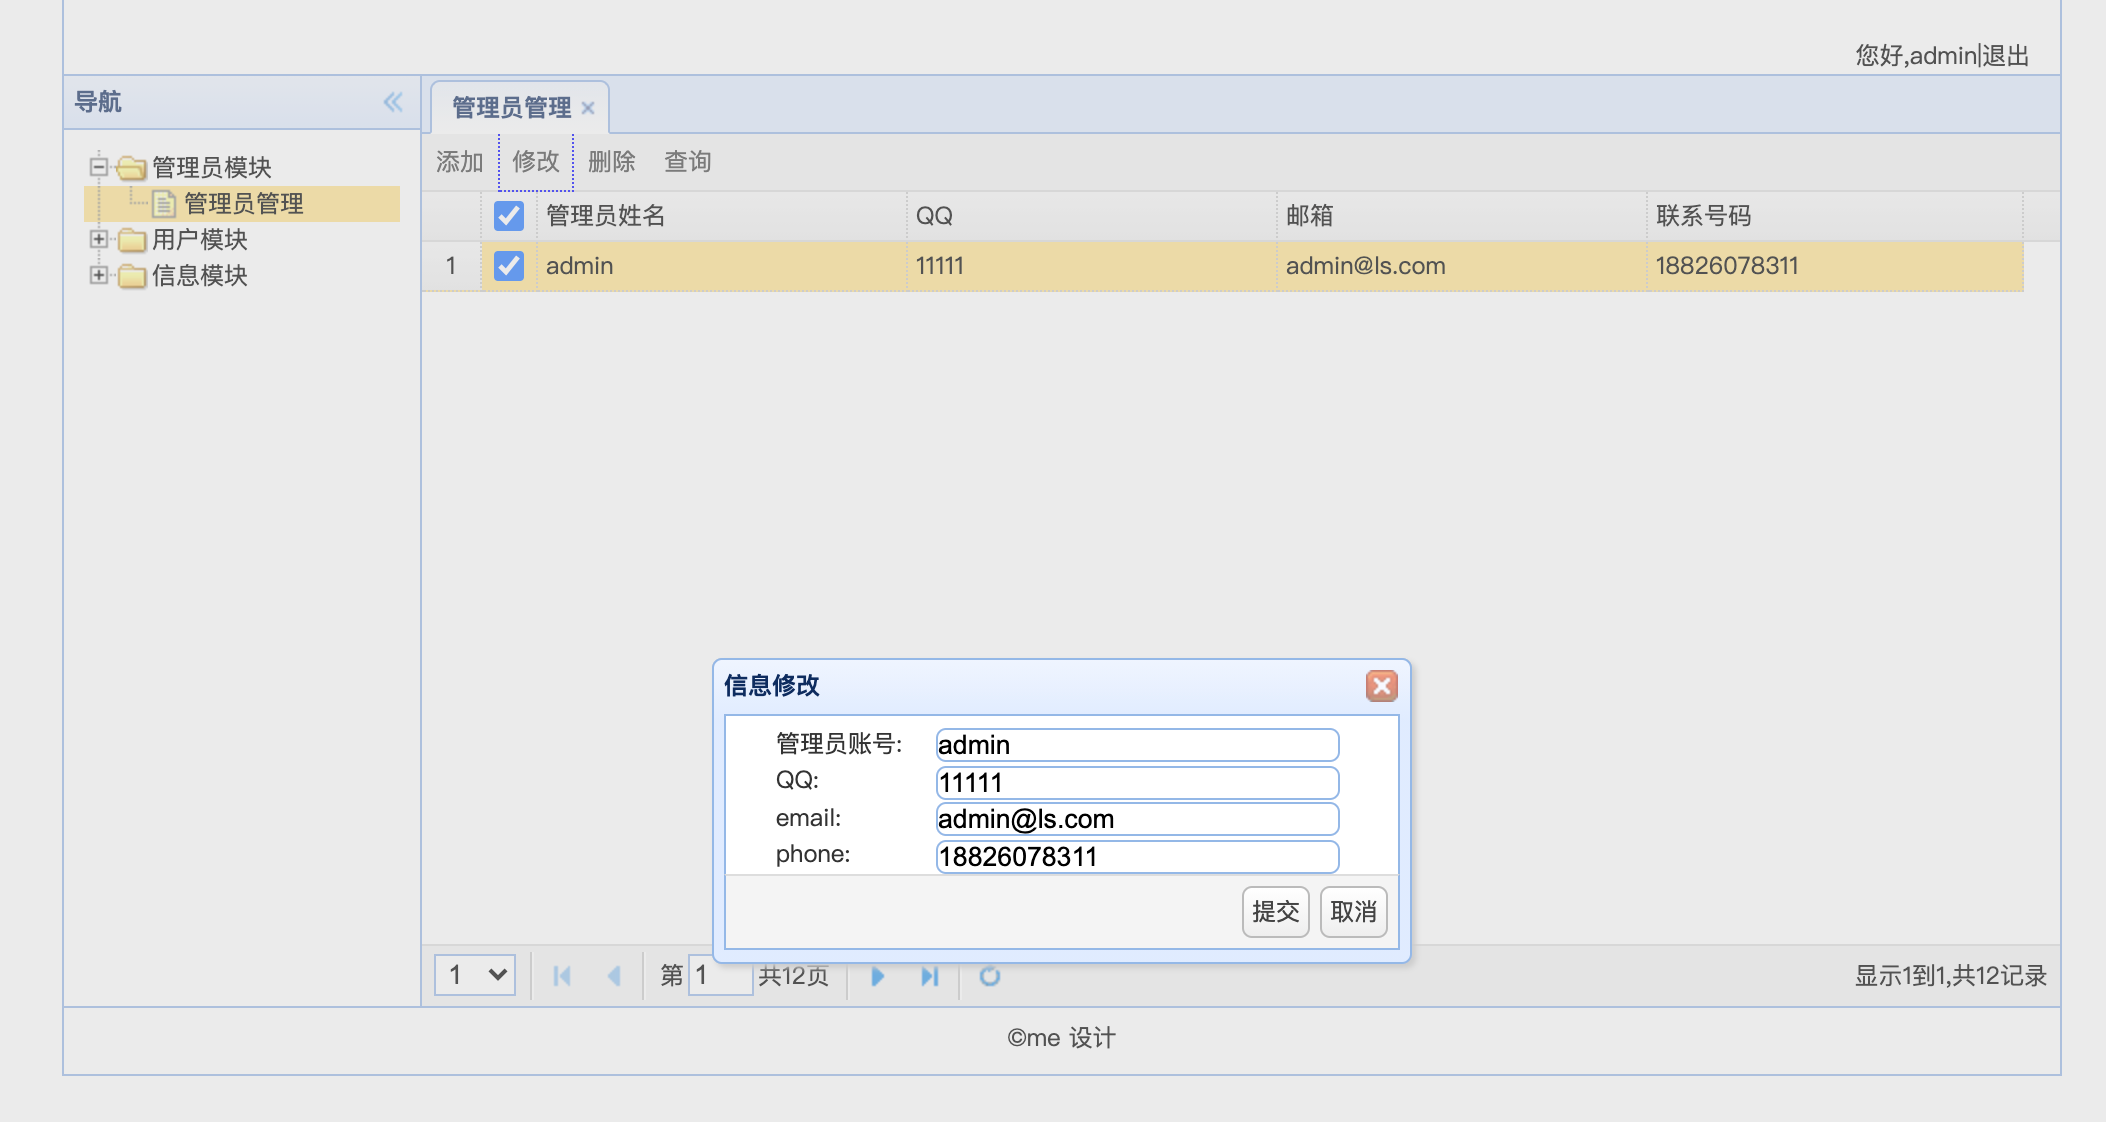 您好,admin|退出
导航
管理员管理
添加 修改 删除 查询
管理员模块
管理员管理
用户模块
信息模块
管理员姓名 QQ 邮箱 联系号码
1 admin 11111 admin@ls.com 18826078311
信息修改
管理员账号: admin
QQ: 11111
email: admin@ls.com
phone: 18826078311
提交 取消
1 第 1 共12页 显示1到1,共12记录
©me 设计